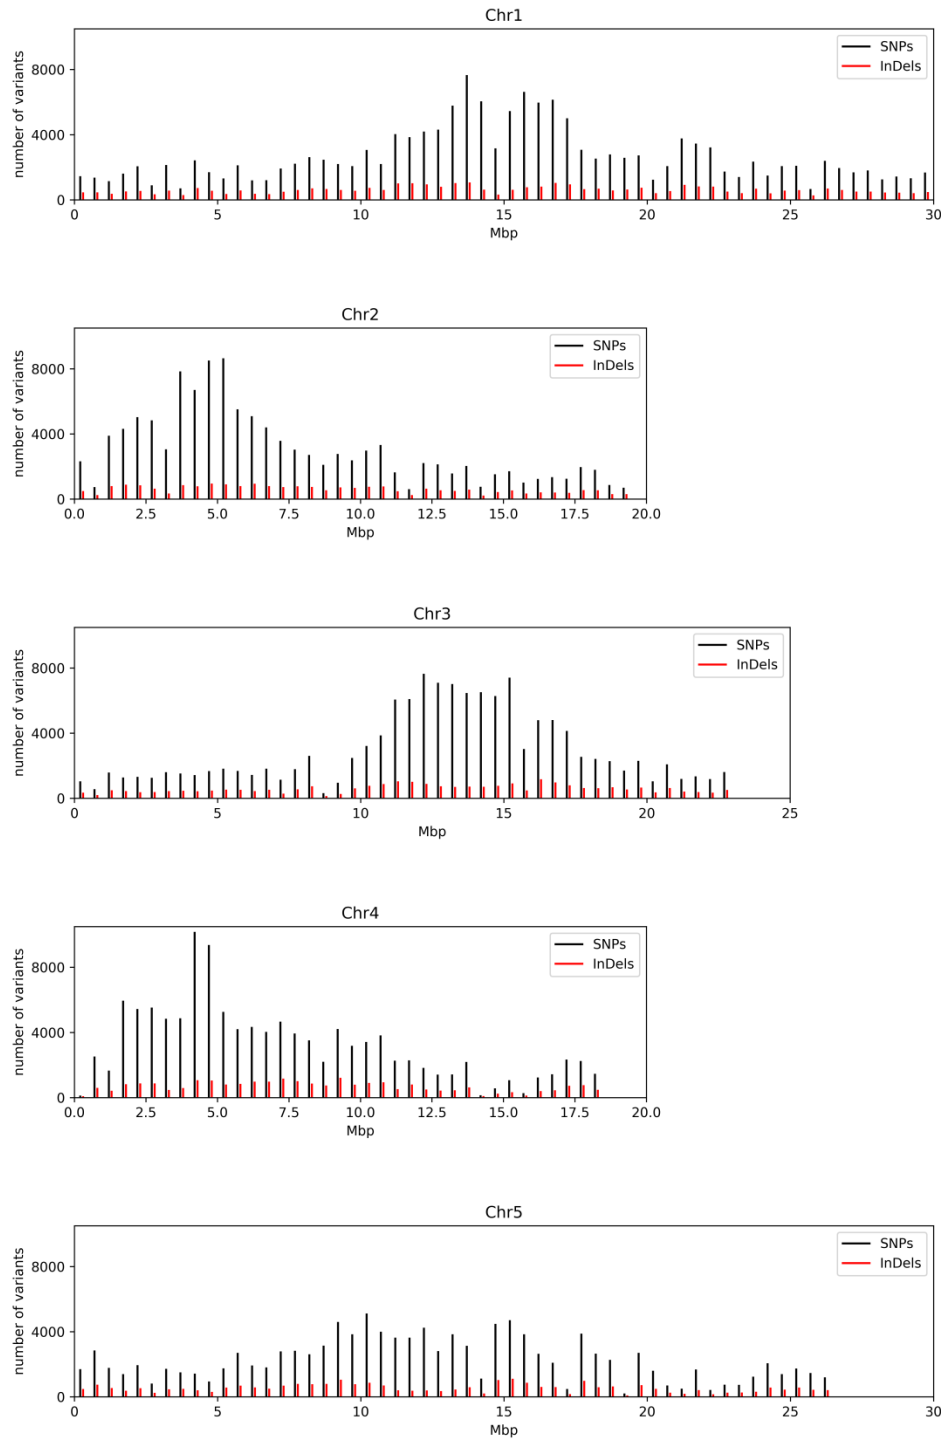 Chr1
number of variants
8000
4000
0
SNPs
InDels
0 5 10 15 20 25 30
Mbp
Chr2
number of variants
8000
4000
0
SNPs
InDels
0.0 2.5 5.0 7.5 10.0 12.5 15.0 17.5 20.0
Mbp
Chr3
number of variants
8000
4000
0
SNPs
InDels
0 5 10 15 20 25
Mbp
Chr4
number of variants
8000
4000
0
SNPs
InDels
0.0 2.5 5.0 7.5 10.0 12.5 15.0 17.5 20.0
Mbp
Chr5
number of variants
8000
4000
0
SNPs
InDels
0 5 10 15 20 25 30
Mbp